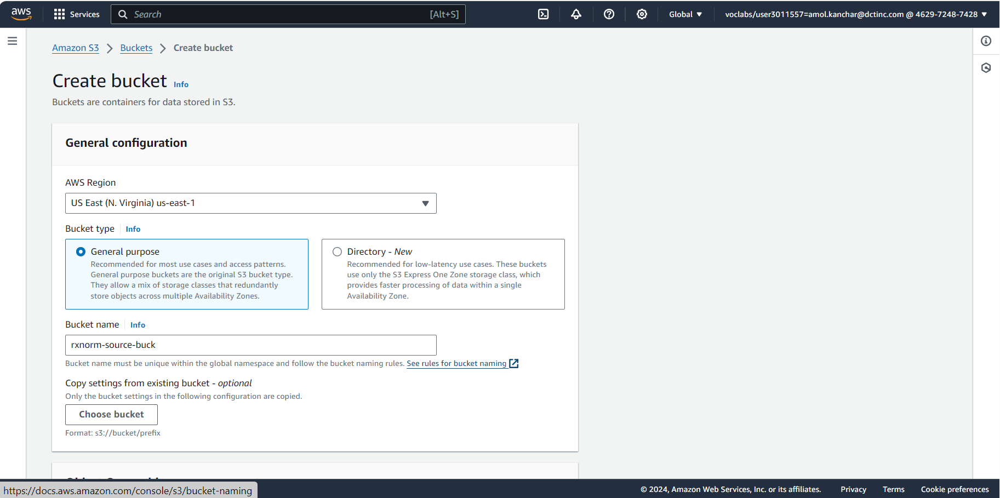 aws
Services
Search
[Alt+S]
Global
voclabs/user3011557=amol.kanchar@dctinc.com @ 4629-7248-7428
Amazon S3
Buckets
Create bucket
Create bucket Info
Buckets are containers for data stored in S3.
General configuration
AWS Region
US East (N. Virginia) us-east-1
Bucket type Info
General purpose
Recommended for most use cases and access patterns.
General purpose buckets are the original S3 bucket type.
They allow a mix of storage classes that redundantly
store objects across multiple Availability Zones.
Directory - New
Recommended for low-latency use cases. These buckets
use only the S3 Express One Zone storage class, which
provides faster processing of data within a single
Availability Zone.
Bucket name Info
rxnorm-source-buck
Bucket name must be unique within the global namespace and follow the bucket naming rules. See rules for bucket naming
Copy settings from existing bucket - optional
Only the bucket settings in the following configuration are copied.
Choose bucket
Format: s3://bucket/prefix
https://docs.aws.amazon.com/console/s3/bucket-naming
© 2024, Amazon Web Services, Inc. or its affiliates.
Privacy
Terms
Cookie preferences